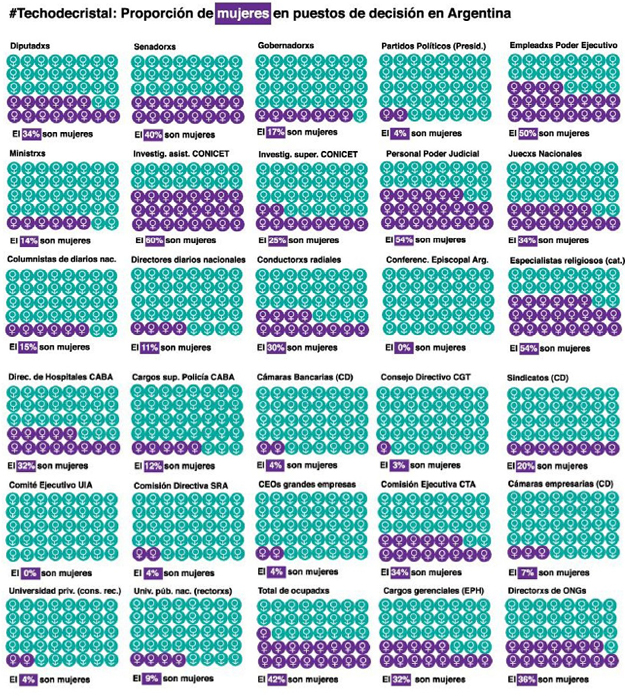 #Techodecristal: Proporción de mujeres en puestos de decisión en Argentina
Diputadxs
Senadorxs
Gobernadorxs
Partidos Políticos (Presid.)
Empleadxs Poder Ejecutivo
El 34% son mujeres
El 40% son mujeres
El 17% son mujeres
El 4% son mujeres
El 50% son mujeres
Ministrxs
Investig. asist. CONICET
Investig. super. CONICET
Personal Poder Judicial
Juecxs Nacionales
El 14% son mujeres
El 60% son mujeres
El 25% son mujeres
El 54% son mujeres
El 34% son mujeres
Columnistas de diarios nac.
Directores diarios nacionales
Conductorxs radiales
Conferenc. Episcopal Arg.
Especialistas religiosos (cat.)
El 15% son mujeres
El 11% son mujeres
El 30% son mujeres
El 0% son mujeres
El 54% son mujeres
Direc. de Hospitales CABA
Cargos sup. Policía CABA
Cámaras Bancarias (CD)
Consejo Directivo CGT
Sindicatos (CD)
El 32% son mujeres
El 12% son mujeres
El 4% son mujeres
El 3% son mujeres
El 20% son mujeres
Comité Ejecutivo UIA
Comisión Directiva SRA
CEOs grandes empresas
Comisión Ejecutiva CTA
Cámaras empresarias (CD)
El 0% son mujeres
El 4% son mujeres
El 4% son mujeres
El 34% son mujeres
El 7% son mujeres
Universidad priv. (cons. rec.)
Univ. púb. nac. (rectorxs)
Total de ocupadxs
Cargos gerenciales (EPH)
Directorxs de ONGs
El 4% son mujeres
El 9% son mujeres
El 42% son mujeres
El 32% son mujeres
El 36% son mujeres